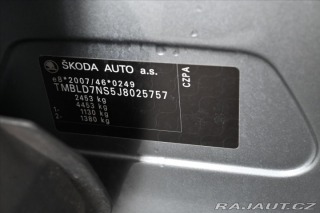 ŠKODA AUTO a.s.
e8*2007/46*0249
TMBLD7NS5J8025757
2453 kg
4453 kg
1- 1130 kg
2- 1380 kg
CZPA
RAJAUT.CZ